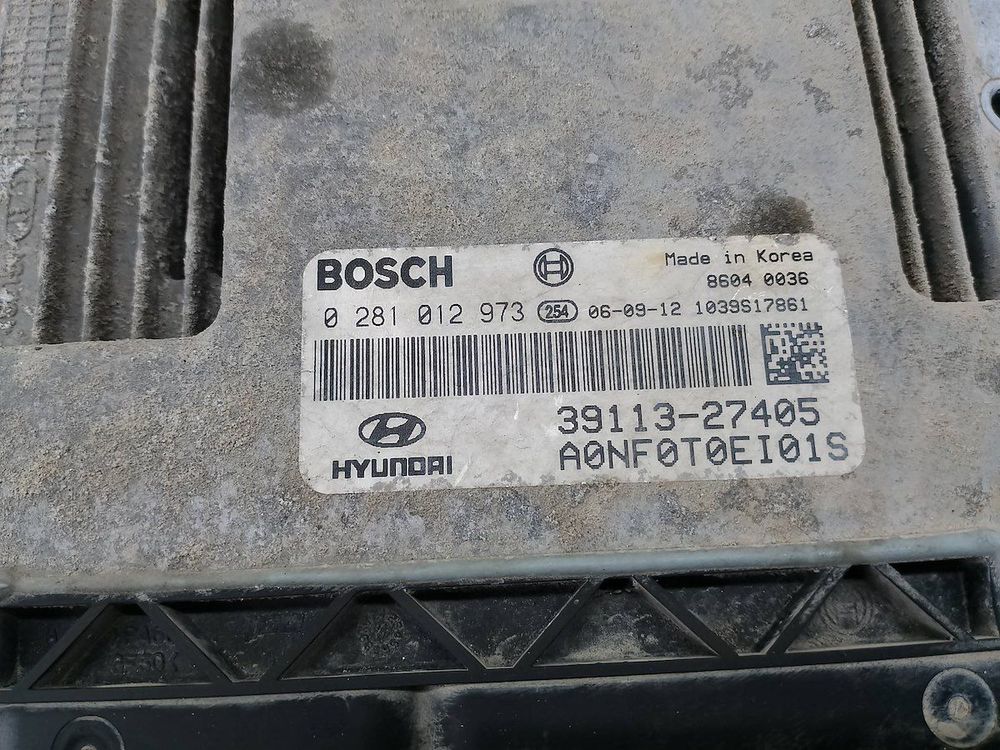 BOSCH
Made in Korea
8604 0036
0 281 012 973 254 06-09-12 1039S17861
39113-27405
HYUNDAI
A0NF0T0EI01S